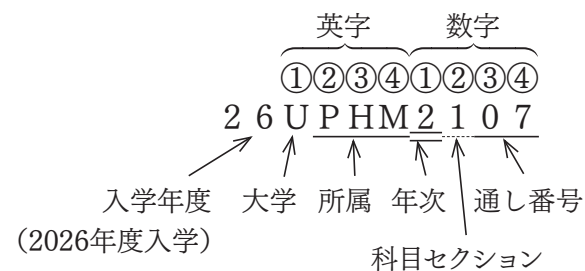 英字 数字
①②③④①②③④
26UPHM2107
入学年度 大学 所属 年次 通し番号
（2026年度入学）
科目セクション